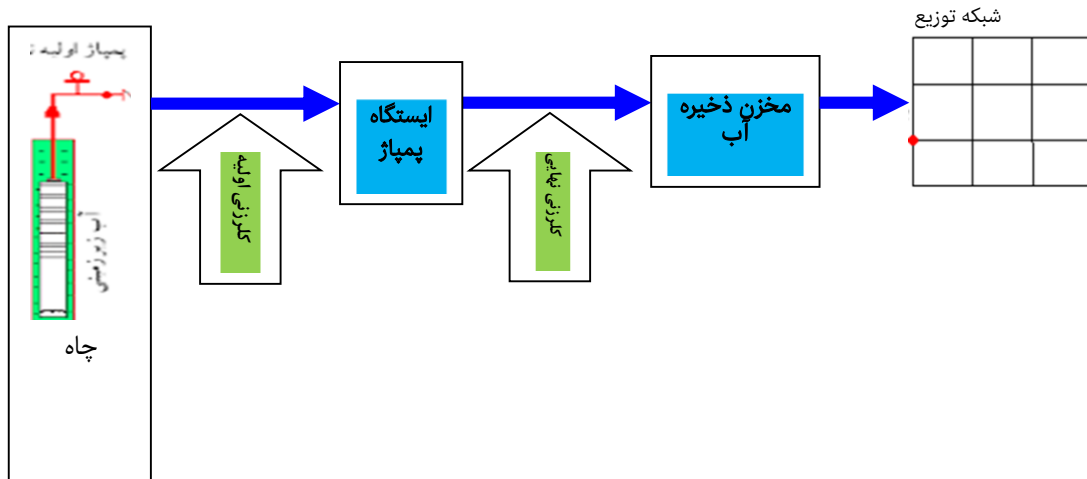 شبکه توزیع
پمپاژ اولیه
آب زیرزمینی
چاه
کلرزنی اولیه
ایستگاه
پمپاژ
کلرزنی نهایی
مخزن ذخیره
آب